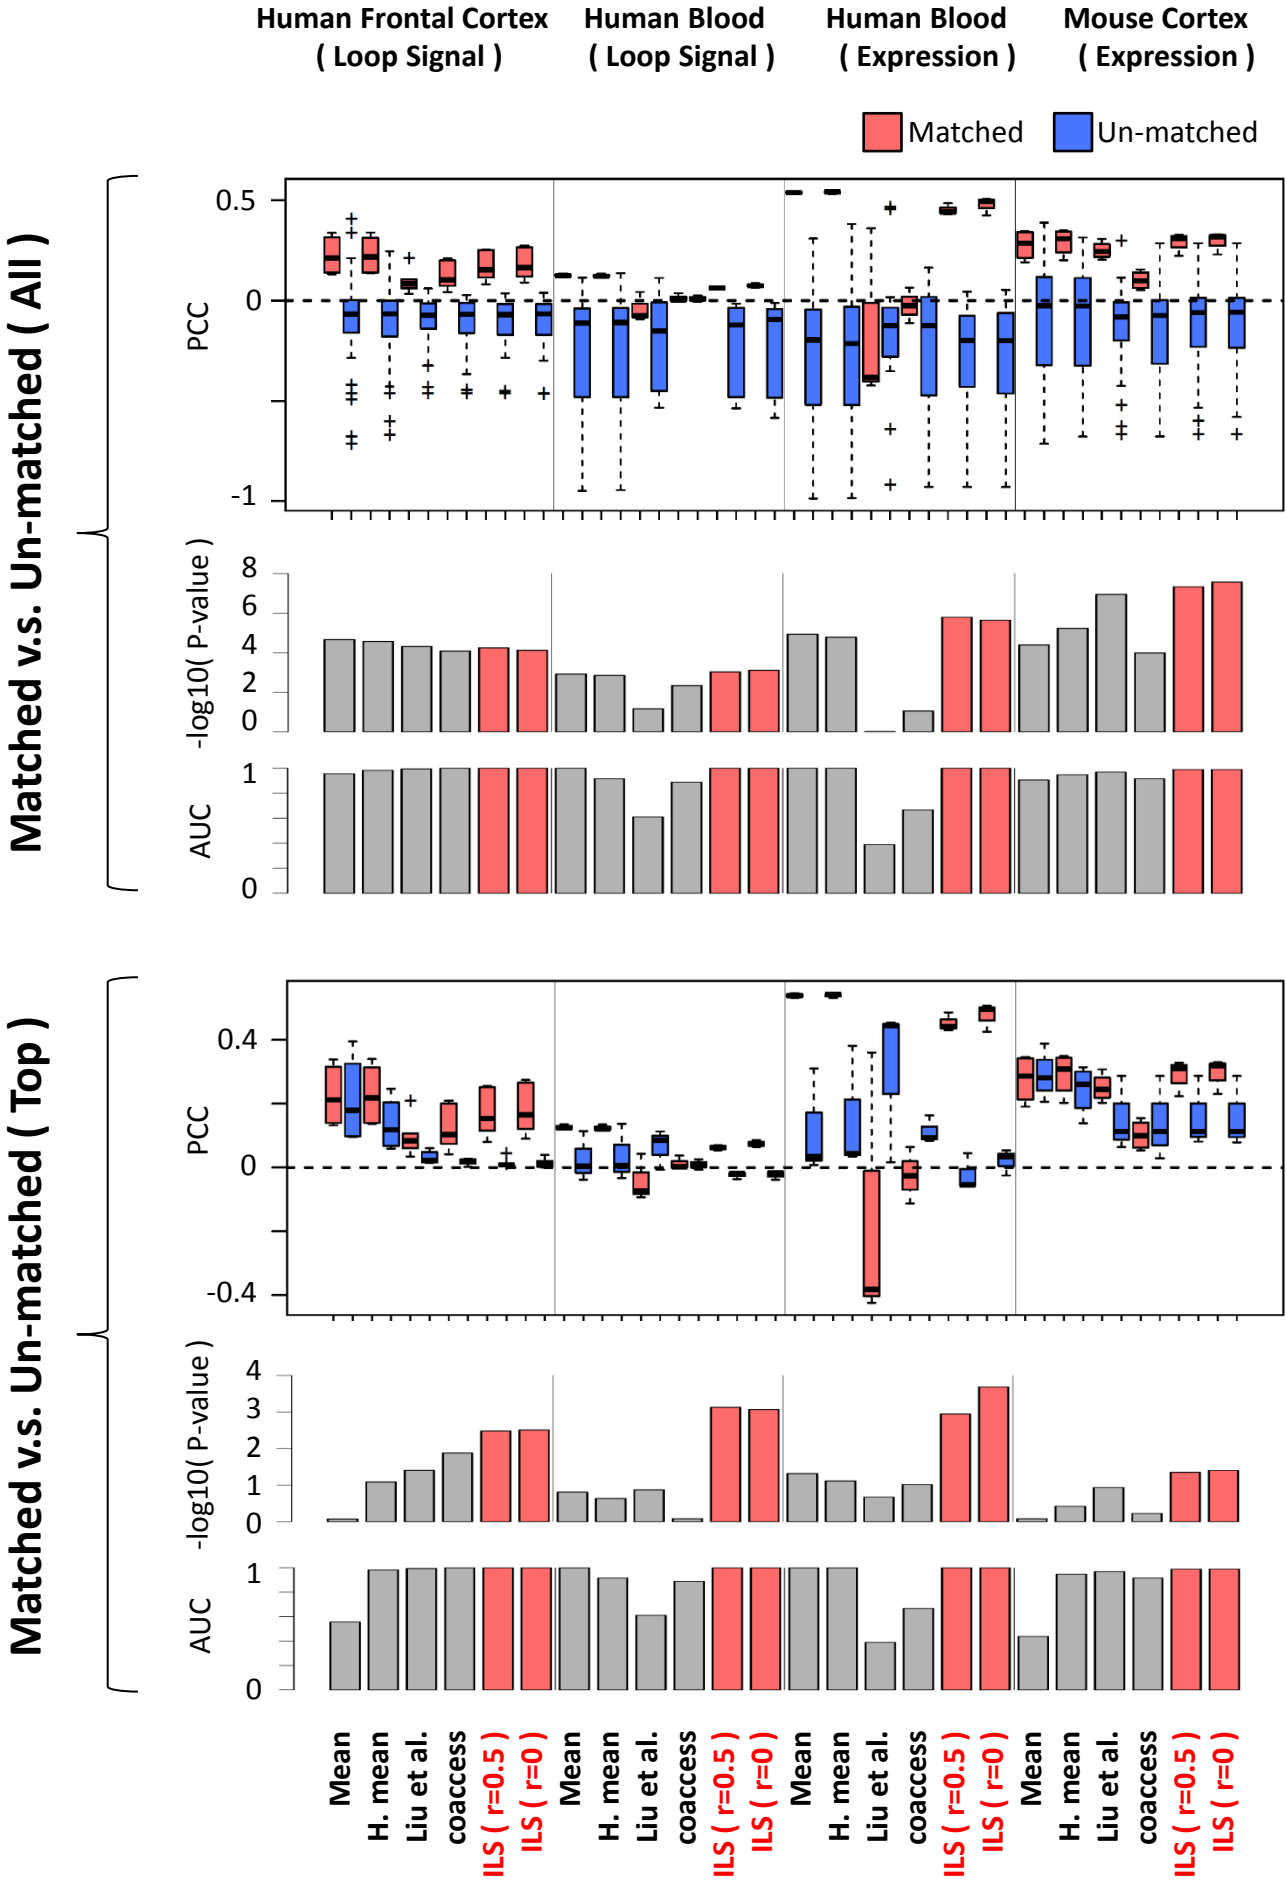 Human Frontal Cortex
( Loop Signal )
Human Blood
( Loop Signal )
Human Blood
( Expression )
Mouse Cortex
( Expression )
Matched
Un-matched
Matched v.s. Un-matched ( All )
PCC
0.5
0
-1
-log10( P-value )
8
6
4
2
0
AUC
1
0
Matched v.s. Un-matched ( Top )
PCC
0.4
0
-0.4
-log10( P-value )
4
3
2
1
0
AUC
1
0
Mean
H. mean
Liu et al.
coaccess
ILS ( r=0.5 )
ILS ( r=0 )
Mean
H. mean
Liu et al.
coaccess
ILS ( r=0.5 )
ILS ( r=0 )
Mean
H. mean
Liu et al.
coaccess
ILS ( r=0.5 )
ILS ( r=0 )
Mean
H. mean
Liu et al.
coaccess
ILS ( r=0.5 )
ILS ( r=0 )